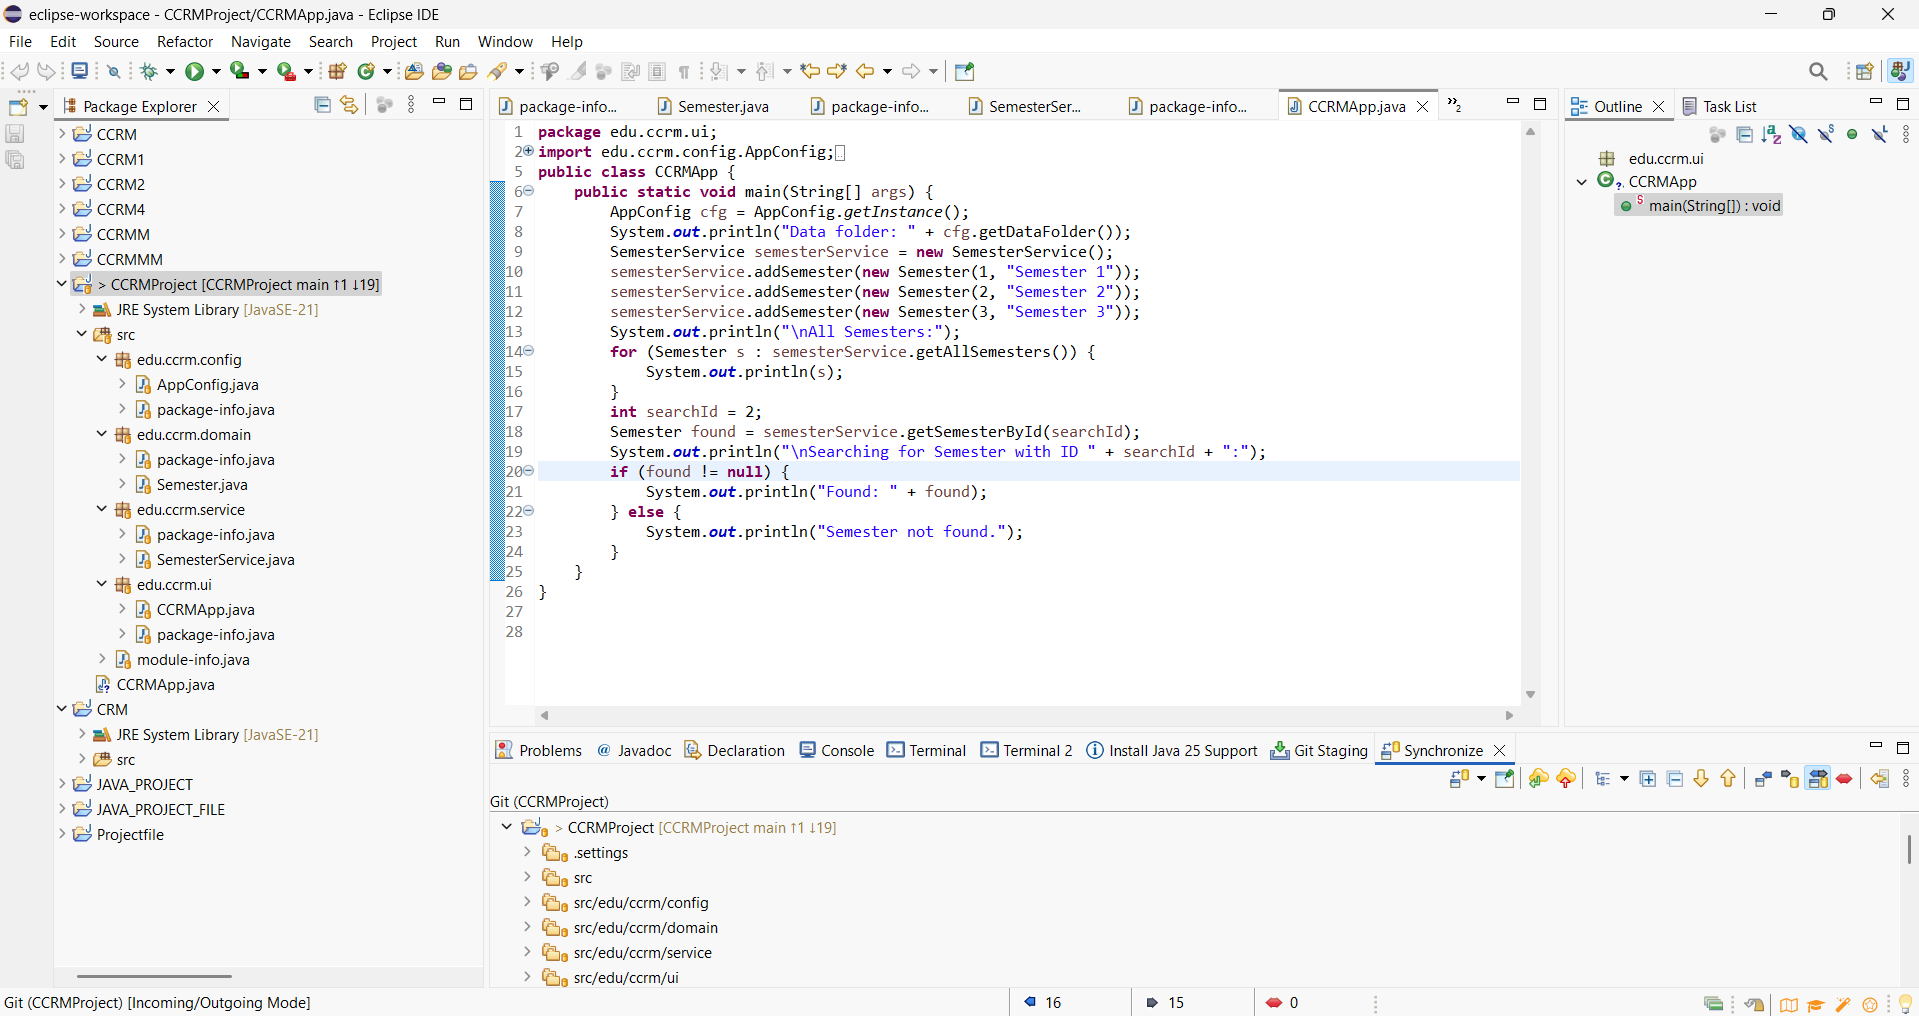 eclipse-workspace - CCRMProject/CCRMApp.java - Eclipse IDE
File Edit Source Refactor Navigate Search Project Run Window Help
Package Explorer
CCRM
CCRM1
CCRM2
CCRM4
CCRMM
CCRMMM
> CCRMProject [CCRMProject main ↑1 ↓19]
JRE System Library [JavaSE-21]
src
edu.ccrm.config
AppConfig.java
package-info.java
edu.ccrm.domain
package-info.java
Semester.java
edu.ccrm.service
package-info.java
SemesterService.java
edu.ccrm.ui
CCRMApp.java
package-info.java
module-info.java
CCRMApp.java
CRM
JRE System Library [JavaSE-21]
src
JAVA_PROJECT
JAVA_PROJECT_FILE
Projectfile
package-info... Semester.java package-info... SemesterSer... package-info... CCRMApp.java »2
1 package edu.ccrm.ui;
2 import edu.ccrm.config.AppConfig;
5 public class CCRMApp {
6 public static void main(String[] args) {
7 AppConfig cfg = AppConfig.getInstance();
8 System.out.println("Data folder: " + cfg.getDataFolder());
9 SemesterService semesterService = new SemesterService();
10 semesterService.addSemester(new Semester(1, "Semester 1"));
11 semesterService.addSemester(new Semester(2, "Semester 2"));
12 semesterService.addSemester(new Semester(3, "Semester 3"));
13 System.out.println("\nAll Semesters:");
14 for (Semester s : semesterService.getAllSemesters()) {
15 System.out.println(s);
16 }
17 int searchId = 2;
18 Semester found = semesterService.getSemesterById(searchId);
19 System.out.println("\nSearching for Semester with ID " + searchId + ":");
20 if (found != null) {
21 System.out.println("Found: " + found);
22 } else {
23 System.out.println("Semester not found.");
24 }
25 }
26 }
27
28
Outline Task List
edu.ccrm.ui
CCRMApp
main(String[]) : void
Problems Javadoc Declaration Console Terminal Terminal 2 Install Java 25 Support Git Staging Synchronize
Git (CCRMProject)
> CCRMProject [CCRMProject main ↑1 ↓19]
.settings
src
src/edu/ccrm/config
src/edu/ccrm/domain
src/edu/ccrm/service
src/edu/ccrm/ui
Git (CCRMProject) [Incoming/Outgoing Mode] 16 15 0